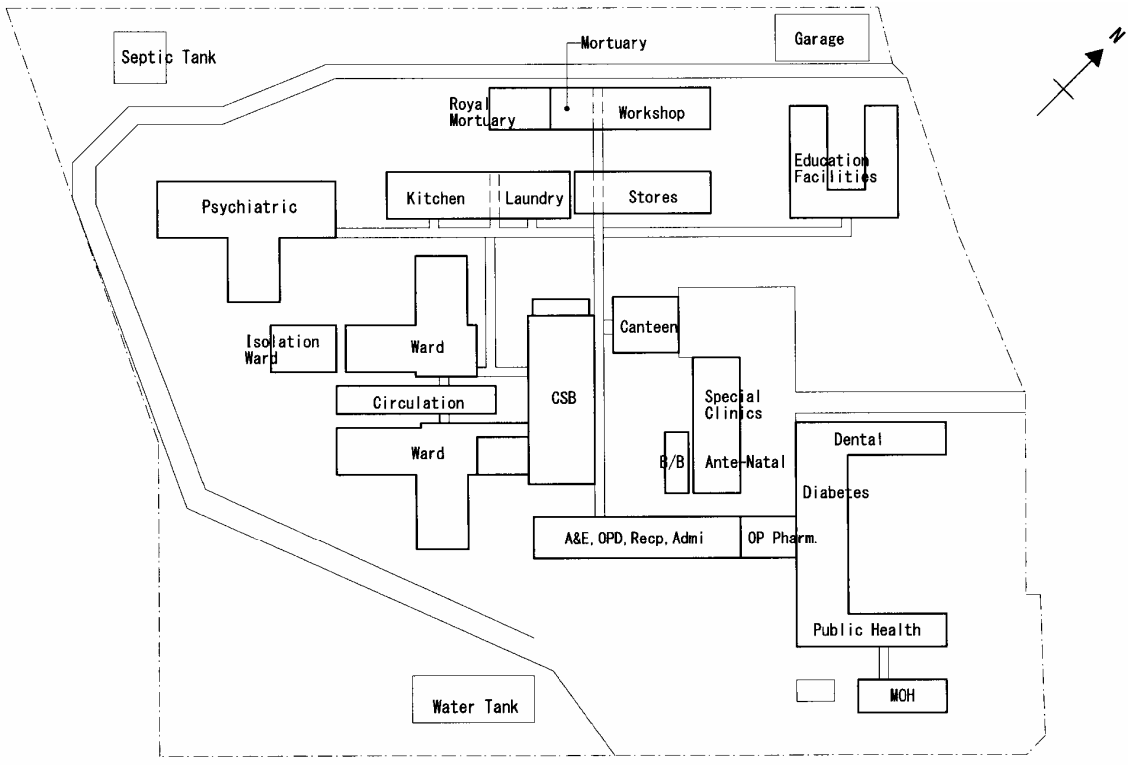 N
Garage
Mortuary
Septic Tank
Royal
Mortuary
Workshop
Education
Facilities
Kitchen
Laundry
Stores
Psychiatric
Canteen
Isolation
Ward
Ward
CSB
Special
Clinics
Circulation
Dental
Ward
B/B
Ante-Natal
Diabetes
A&E, OPD, Recp, Admi
OP Pharm.
Public Health
MOH
Water Tank